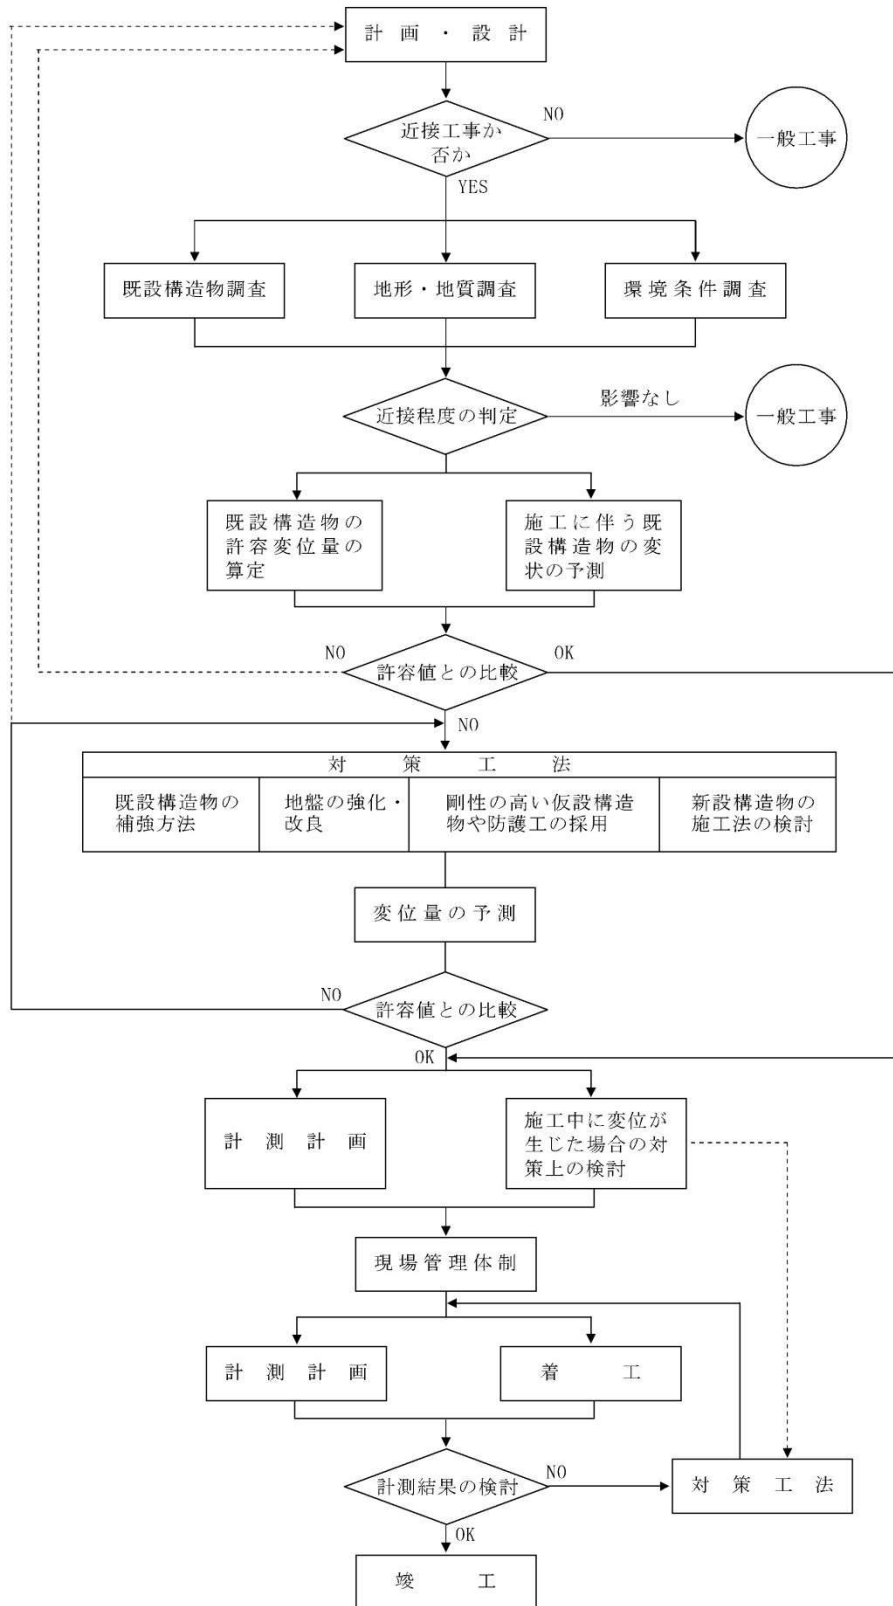 計画・設計
近接工事か
否か
NO
一般工事
YES
既設構造物調査
地形・地質調査
環境条件調査
近接程度の判定
影響なし
一般工事
既設構造物の
許容変位量の
算定
施工に伴う既
設構造物の変
状の予測
NO
許容値との比較
OK
NO
対策工法
既設構造物の
補強方法
地盤の強化・
改良
剛性の高い仮設構造
物や防護工の採用
新設構造物の
施工法の検討
変位量の予測
NO
許容値との比較
OK
計測計画
施工中に変位が
生じた場合の対
策上の検討
現場管理体制
計測計画
着工
計測結果の検討
NO
対策工法
OK
竣工